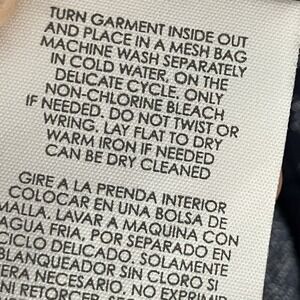 TURN GARMENT INSIDE OUT
AND PLACE IN A MESH BAG
MACHINE WASH SEPARATELY
IN COLD WATER, ON THE
DELICATE CYCLE. ONLY
NON-CHLORINE BLEACH
IF NEEDED. DO NOT TWIST OR
WRING. LAY FLAT TO DRY
WARM IRON IF NEEDED
CAN BE DRY CLEANED
GIRE A LA PRENDA INTERIOR
COLOCAR EN UNA BOLSA DE
MALLA. LAVAR A MAQUINA CON
AGUA FRIA, POR SEPARADO EN
CICLO DELICADO. SOLAMENTE
BLANQUEADOR SIN CLORO SI
ERA NECESARIO. NO EXPRIMIR
NI RETORCER.